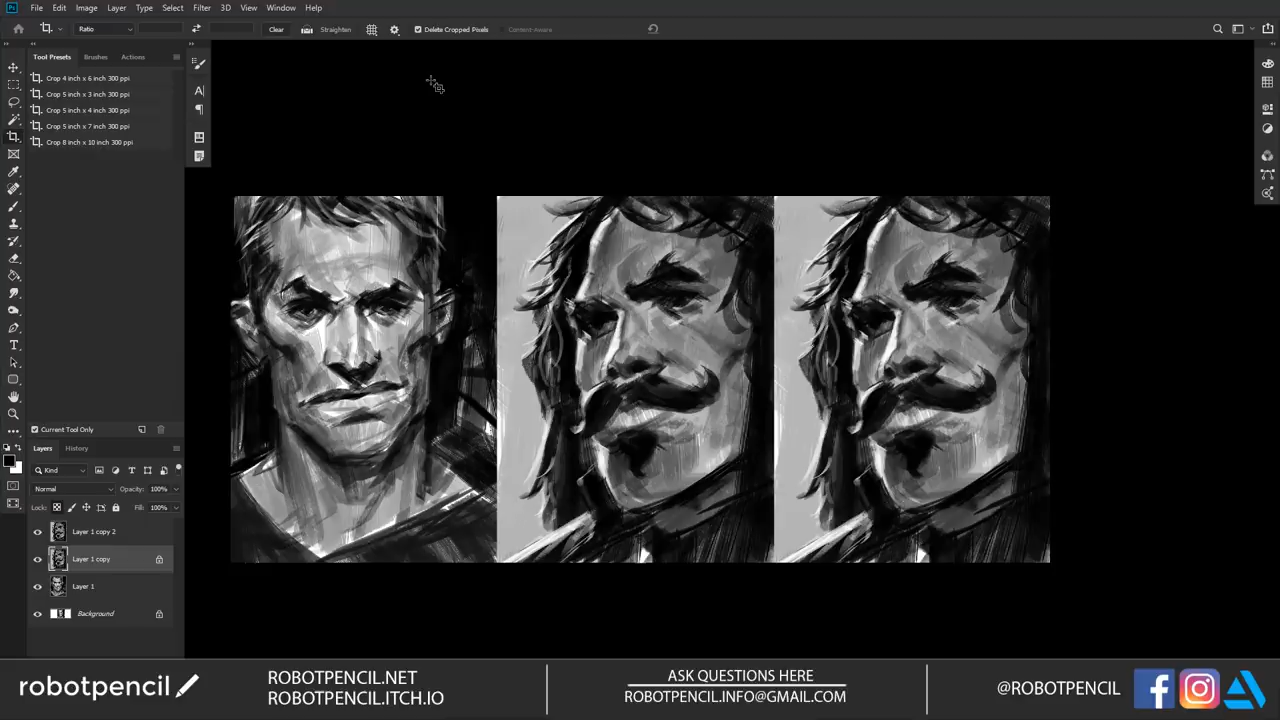 Ps File Edit Image Layer Type Select Filter 3D View Window Help
Ratio Clear Straighten Delete Cropped Pixels Content-Aware
Tool Presets Brushes Actions
Crop 4 inch x 6 inch 300 ppi
Crop 5 inch x 3 inch 300 ppi
Crop 5 inch x 4 inch 300 ppi
Crop 5 inch x 7 inch 300 ppi
Crop 8 inch x 10 inch 300 ppi
Current Tool Only
Layers History
Kind
Normal Opacity: 100%
Lock: Fill: 100%
Layer 1 copy 2
Layer 1 copy
Layer 1
Background
robotpencil
ROBOTPENCIL.NET
ROBOTPENCIL.ITCH.IO
ASK QUESTIONS HERE
ROBOTPENCIL.INFO@GMAIL.COM
@ROBOTPENCIL